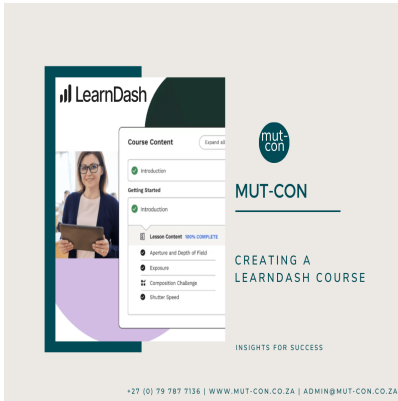 LearnDash
Course Content
Expand all
Introduction
Getting Started
Introduction
Lesson Content 100% COMPLETE
Aperture and Depth of Field
Exposure
Composition Challenge
Shutter Speed
mut-
con
MUT-CON
CREATING A
LEARNDASH COURSE
INSIGHTS FOR SUCCESS
+27 (0) 79 787 7136 | WWW.MUT-CON.CO.ZA | ADMIN@MUT-CON.CO.ZA